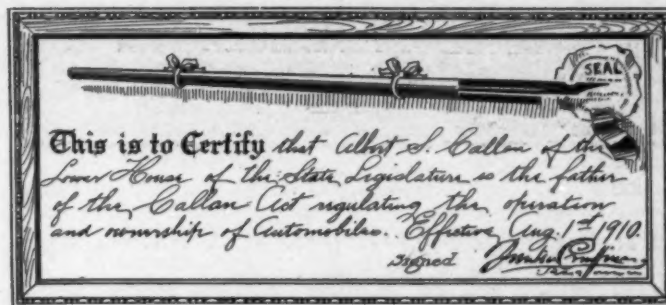 SEAL
This is to Certify that Albert S. Callan of the
Lower House of the State Legislature is the father
of the Callan Act regulating the operation
and ownership of Automobiles. Effective Aug. 1st 1910.
Signed